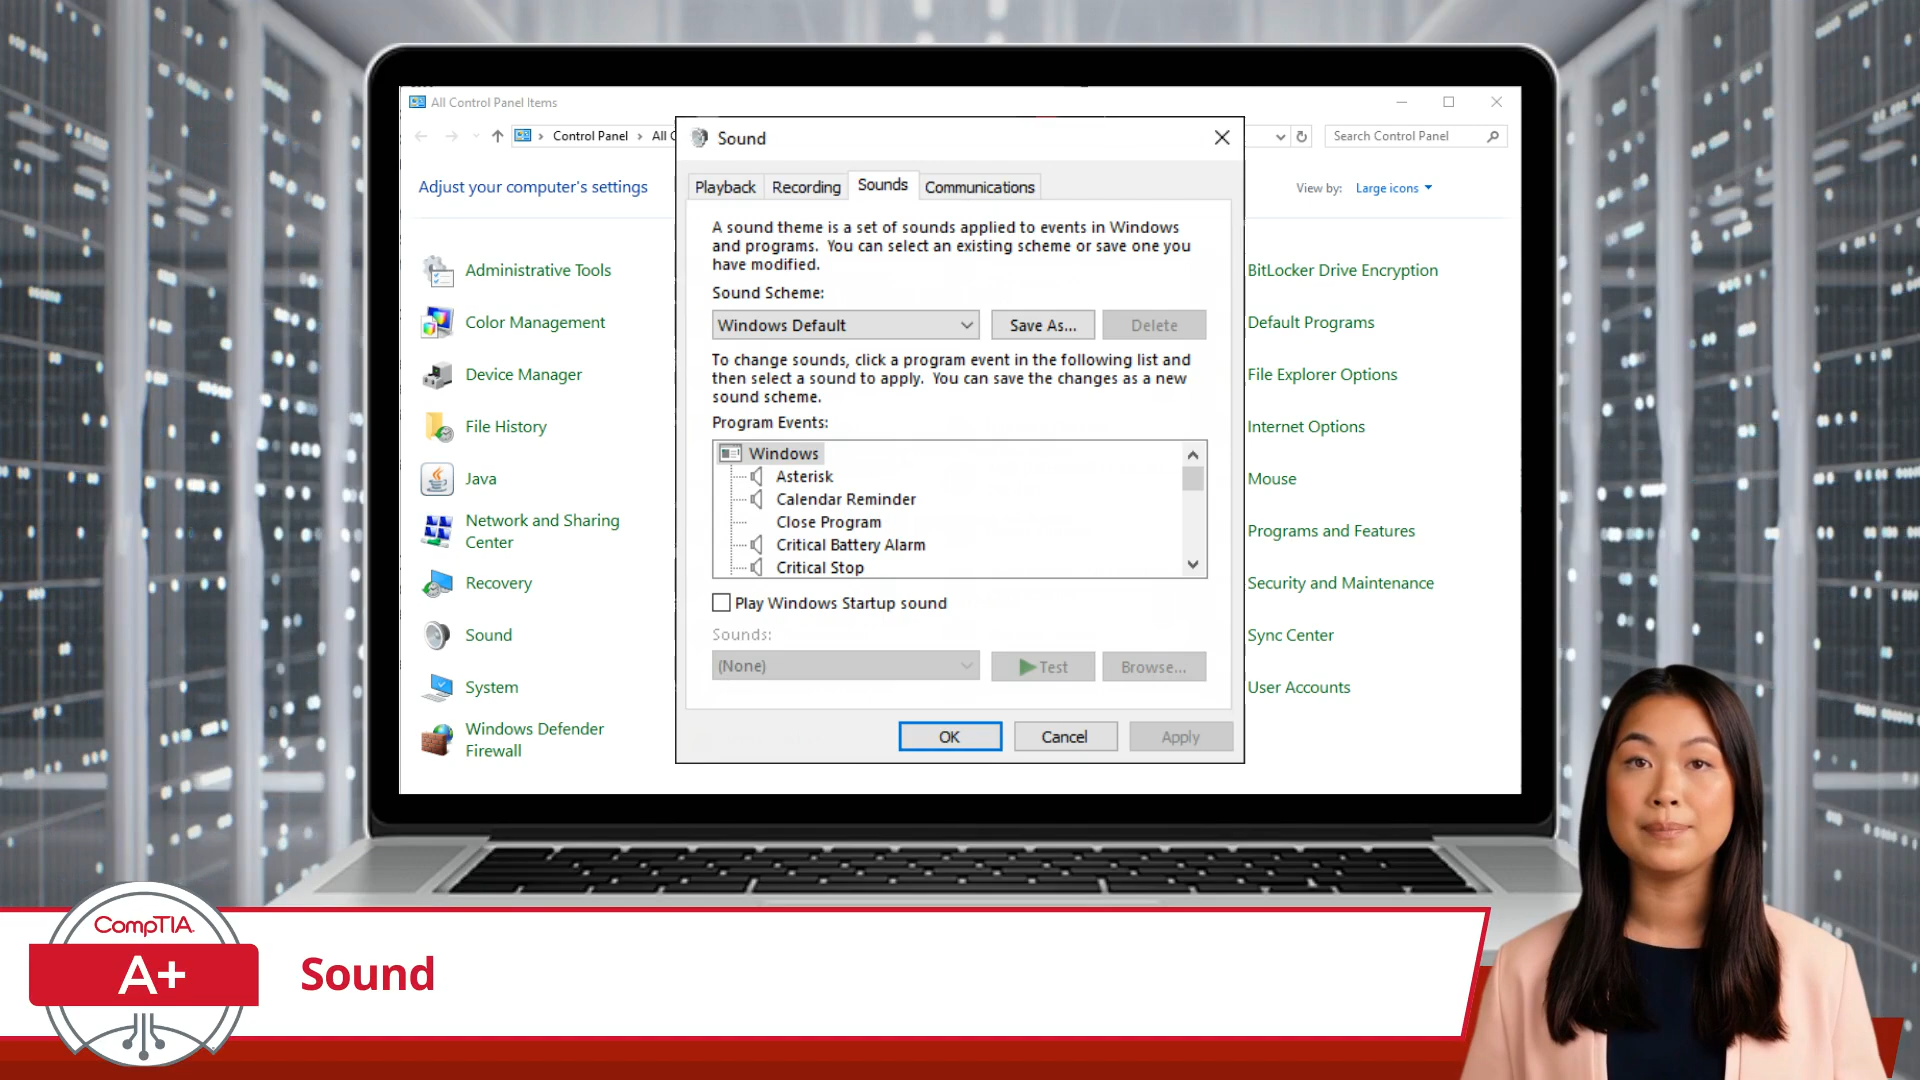 All Control Panel Items
Control Panel › All C
Search Control Panel
Adjust your computer's settings
View by: Large icons
Administrative Tools
Color Management
Device Manager
File History
Java
Network and Sharing
Center
Recovery
Sound
System
Windows Defender
Firewall
Sound
Playback Recording Sounds Communications
A sound theme is a set of sounds applied to events in Windows
and programs. You can select an existing scheme or save one you
have modified.
Sound Scheme:
Windows Default Save As... Delete
To change sounds, click a program event in the following list and
then select a sound to apply. You can save the changes as a new
sound scheme.
Program Events:
Windows
Asterisk
Calendar Reminder
Close Program
Critical Battery Alarm
Critical Stop
Play Windows Startup sound
Sounds:
(None) Test Browse...
OK Cancel Apply
BitLocker Drive Encryption
Default Programs
File Explorer Options
Internet Options
Mouse
Programs and Features
Security and Maintenance
Sync Center
User Accounts
CompTIA.
A+
Sound